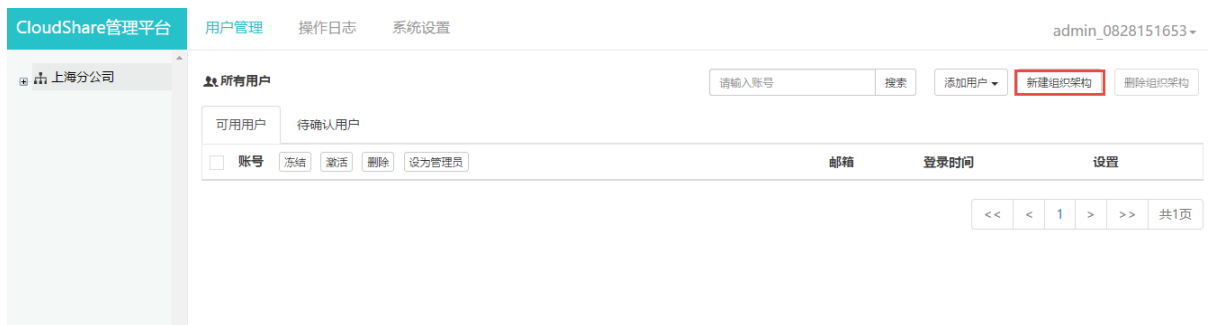 CloudShare管理平台 用户管理 操作日志 系统设置 admin_0828151653
上海分公司
所有用户 请输入账号 搜索 添加用户 新建组织架构 删除组织架构
可用用户 待确认用户
账号 冻结 激活 删除 设为管理员 邮箱 登录时间 设置
<< < 1 > >> 共1页